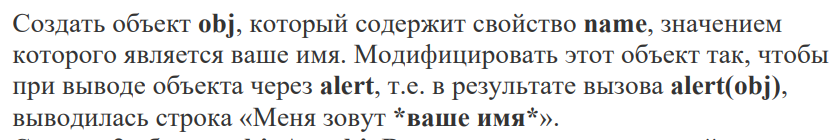 Создать объект obj, который содержит свойство name, значением
которого является ваше имя. Модифицировать этот объект так, чтобы
при выводе объекта через alert, т.е. в результате вызова alert(obj),
выводилась строка «Меня зовут *ваше имя*».